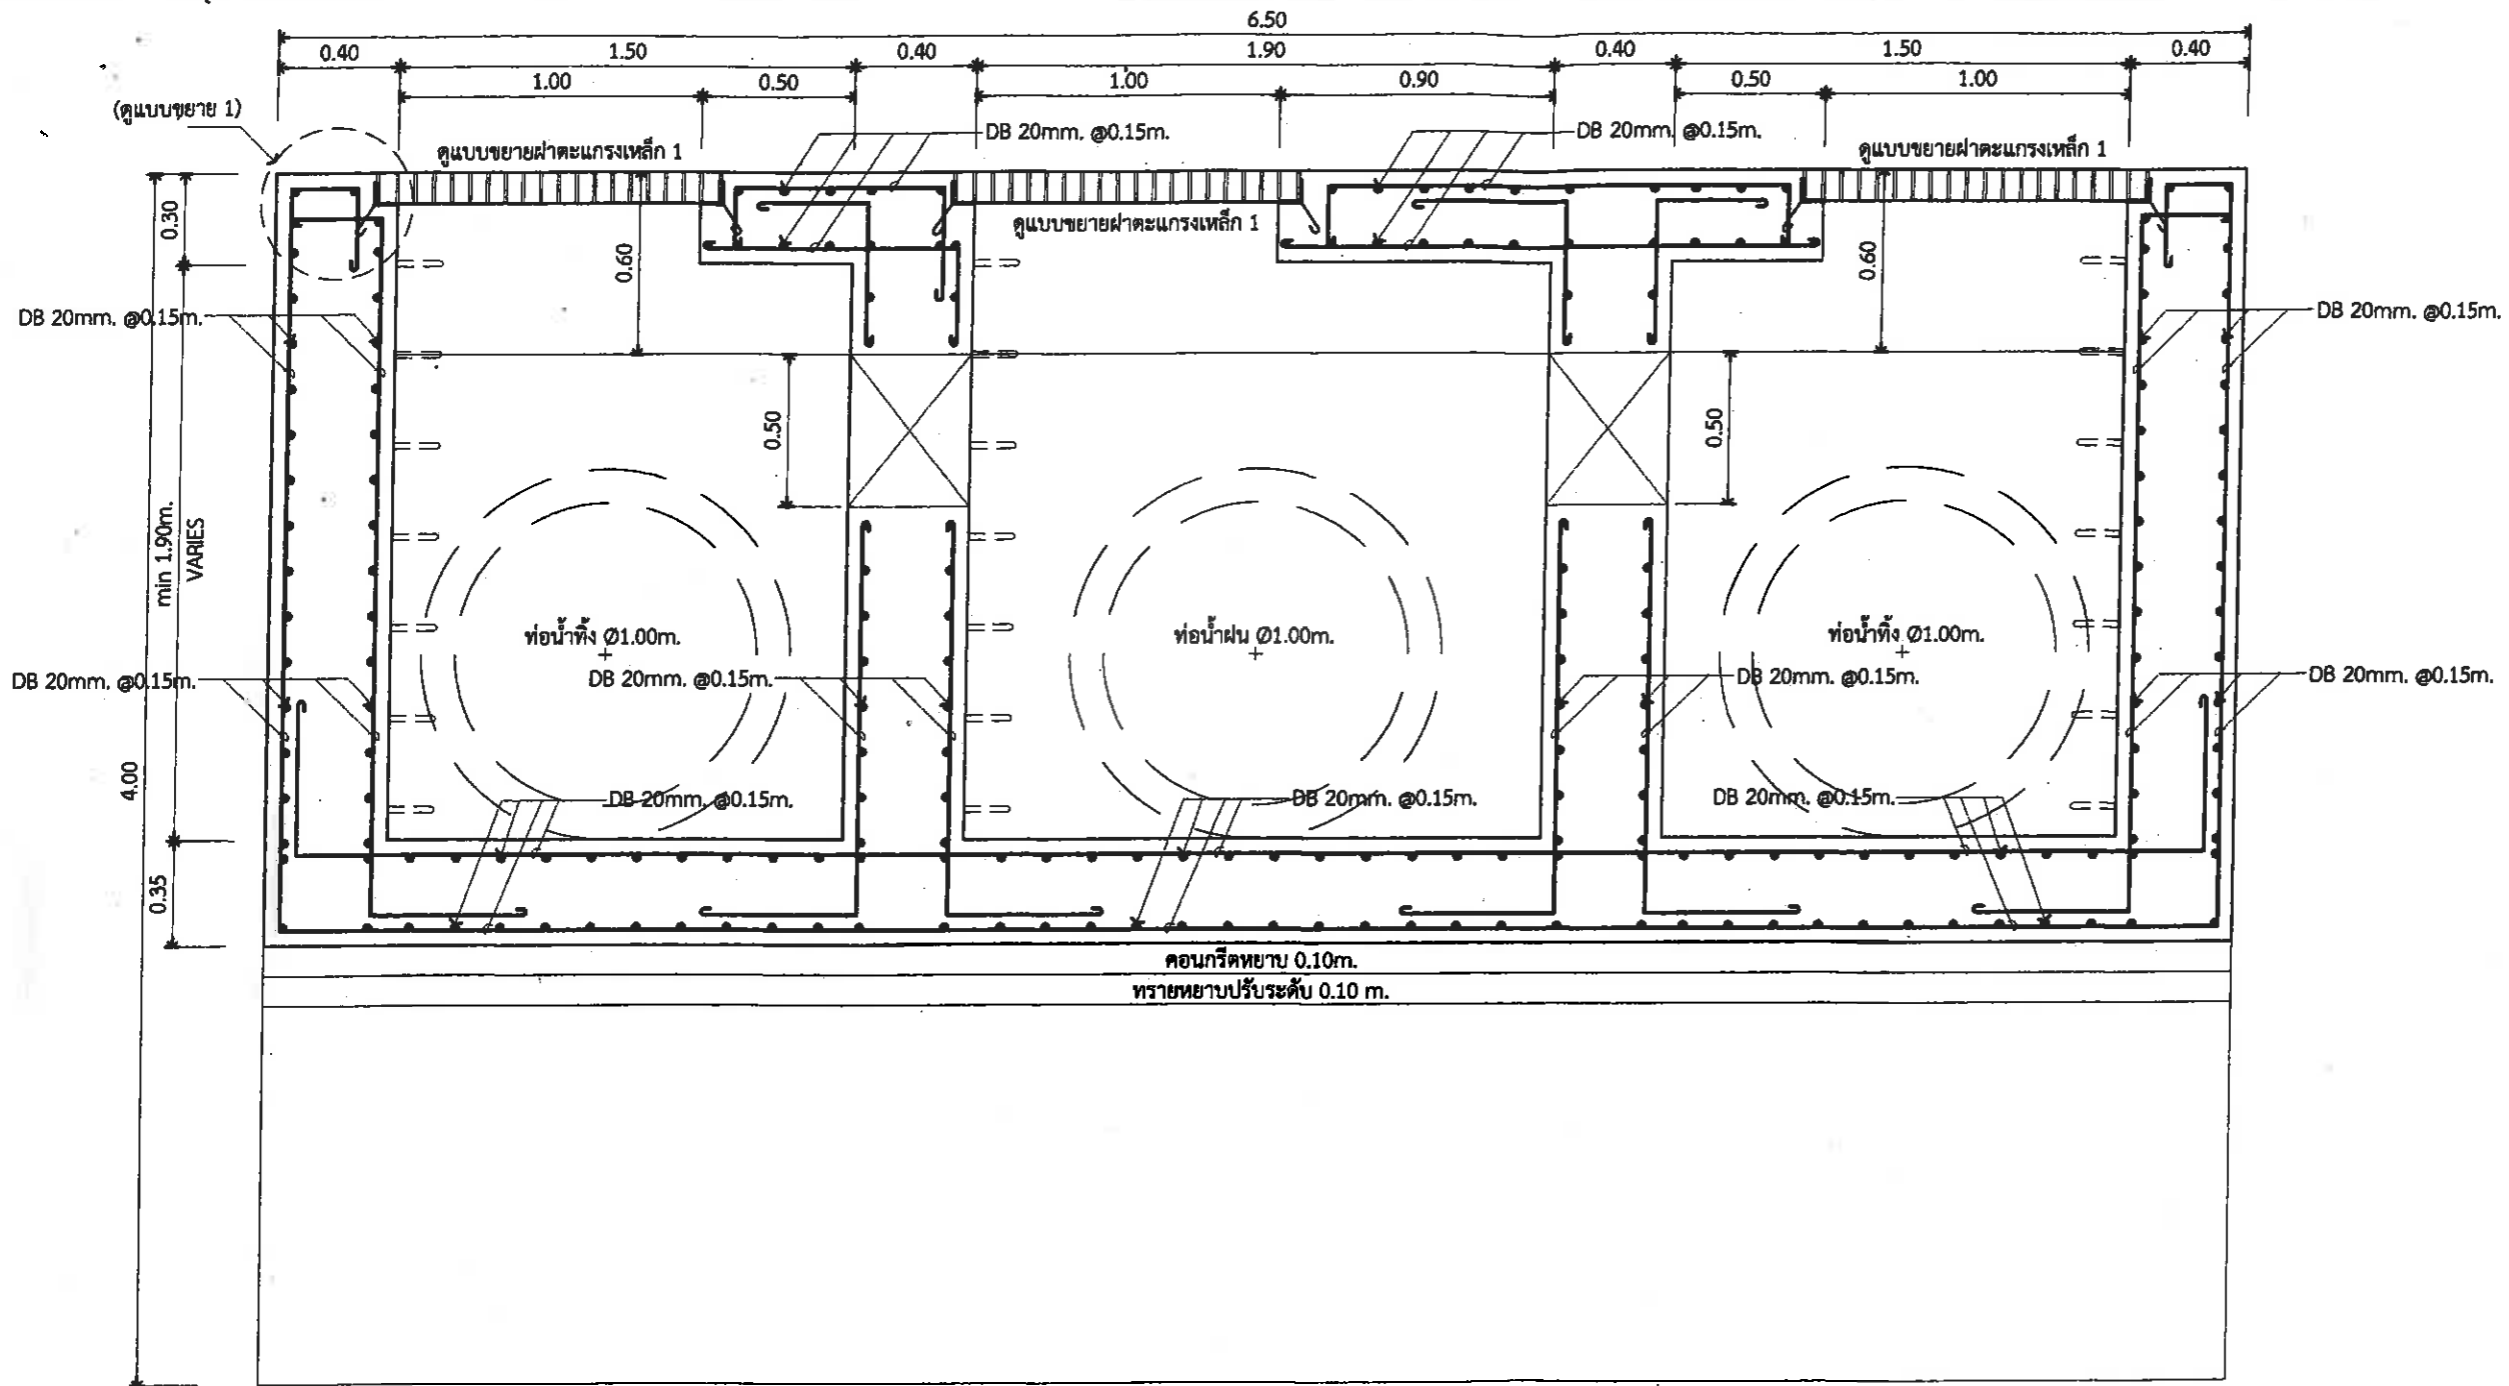 6.50
0.40 1.50 0.40 1.90 0.40 1.50 0.40
1.00 0.50 1.00 0.90 0.50 1.00
(ดูแบบขยาย 1)
DB 20mm. @0.15m.
DB 20mm. @0.15m.
ดูแบบขยายฝาตะแกรงเหล็ก 1
ดูแบบขยายฝาตะแกรงเหล็ก 1
ดูแบบขยายฝาตะแกรงเหล็ก 1
0.30
0.60
0.60
DB 20mm. @0.15m.
DB 20mm. @0.15m.
0.50
0.50
min 1.90m.
VARIES
ท่อน้ำทิ้ง Ø1.00m.
ท่อน้ำฝน Ø1.00m.
ท่อน้ำทิ้ง Ø1.00m.
DB 20mm. @0.15m.
DB 20mm. @0.15m.
DB 20mm. @0.15m.
DB 20mm. @0.15m.
4.00
DB 20mm. @0.15m.
DB 20mm. @0.15m.
DB 20mm. @0.15m.
0.35
คอนกรีตหยาบ 0.10m.
ทรายหยาบปรับระดับ 0.10 m.